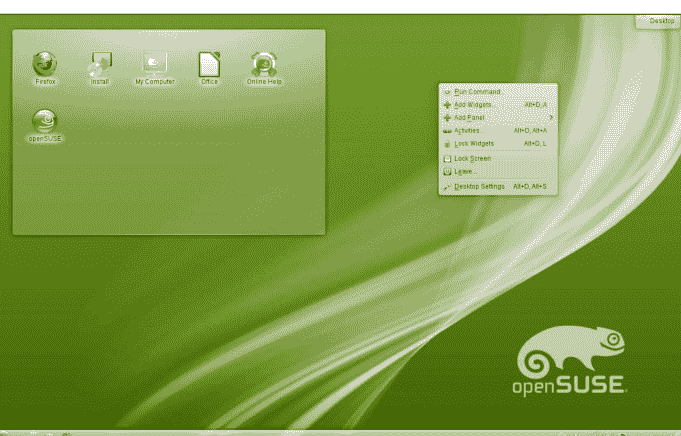 Desktop
Firefox
Install
My Computer
Office
Online Help
openSUSE
Run Command
Add Widgets Alt+D, A
Add Panel
Activities... Alt+D, Alt+A
Lock Widgets Alt+D, L
Lock Screen
Leave...
Desktop Settings Alt+D, Alt+S
openSUSE